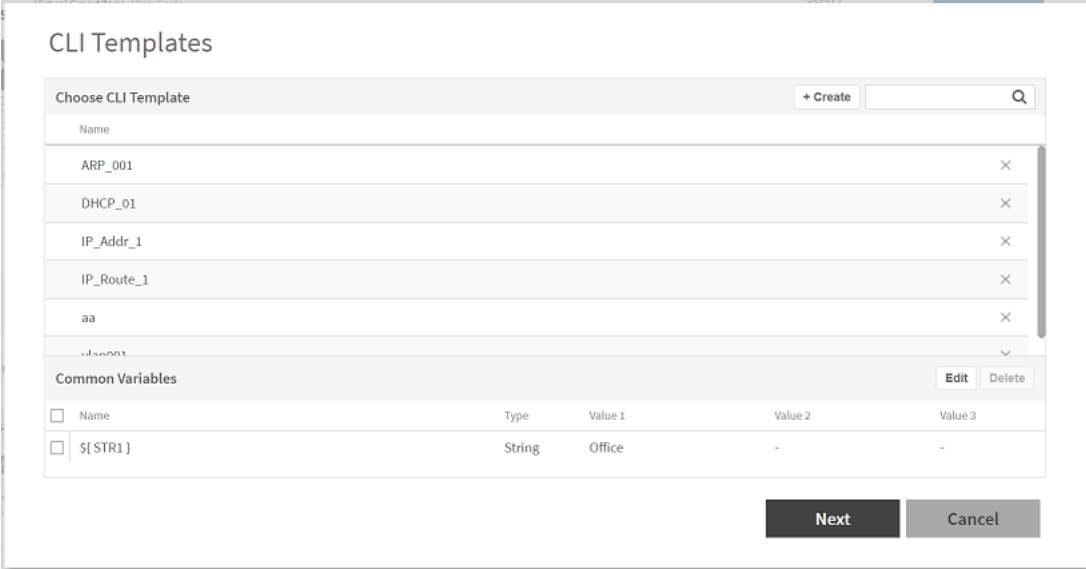 CLI Templates
Choose CLI Template
+ Create
Name
ARP_001
DHCP_01
IP_Addr_1
IP_Route_1
aa
vlan001
Common Variables
Edit Delete
Name Type Value 1 Value 2 Value 3
${ STR1 } String Office - -
Next Cancel